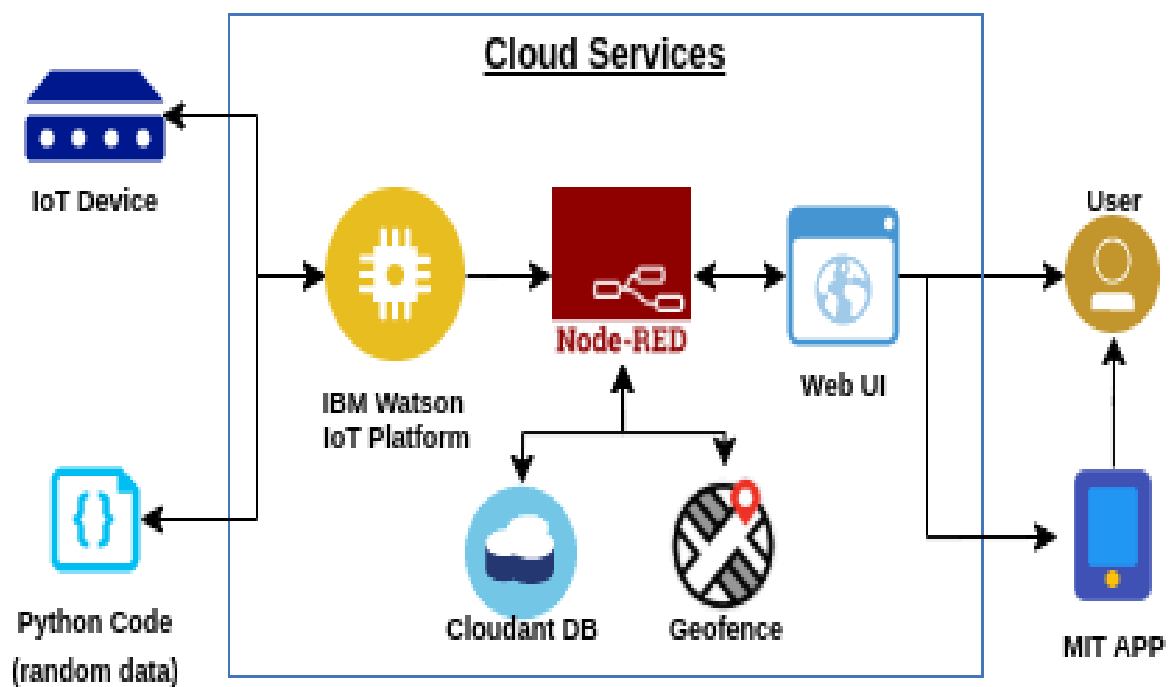 Cloud Services
IoT Device
User
Node-RED
Web UI
IBM Watson
IoT Platform
Cloudant DB
Geofence
Python Code
(random data)
MIT APP